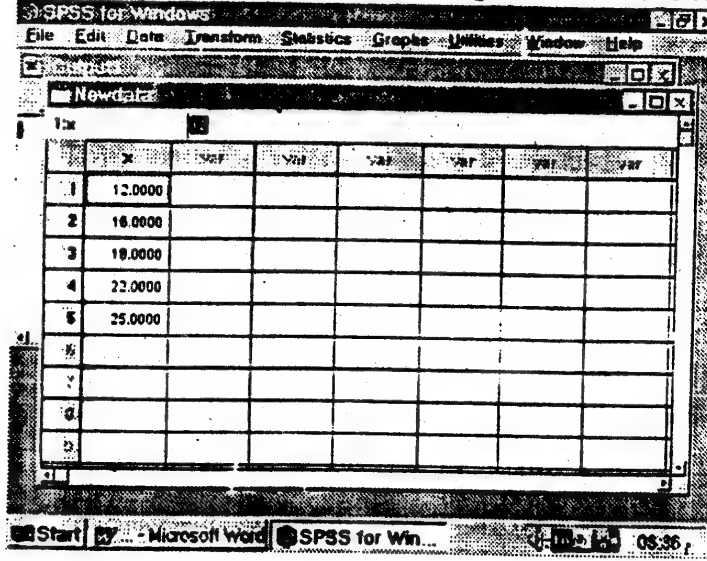 SPSS for Windows
File Edit Data Transform Statistics Graphs Utilities Window Help
Newdata
1:x
x var var var var var var
1 12.0000
2 16.0000
3 18.0000
4 22.0000
5 25.0000
6
7
8
9
Start ... - Microsoft Word SPSS for Win... 08:36 م